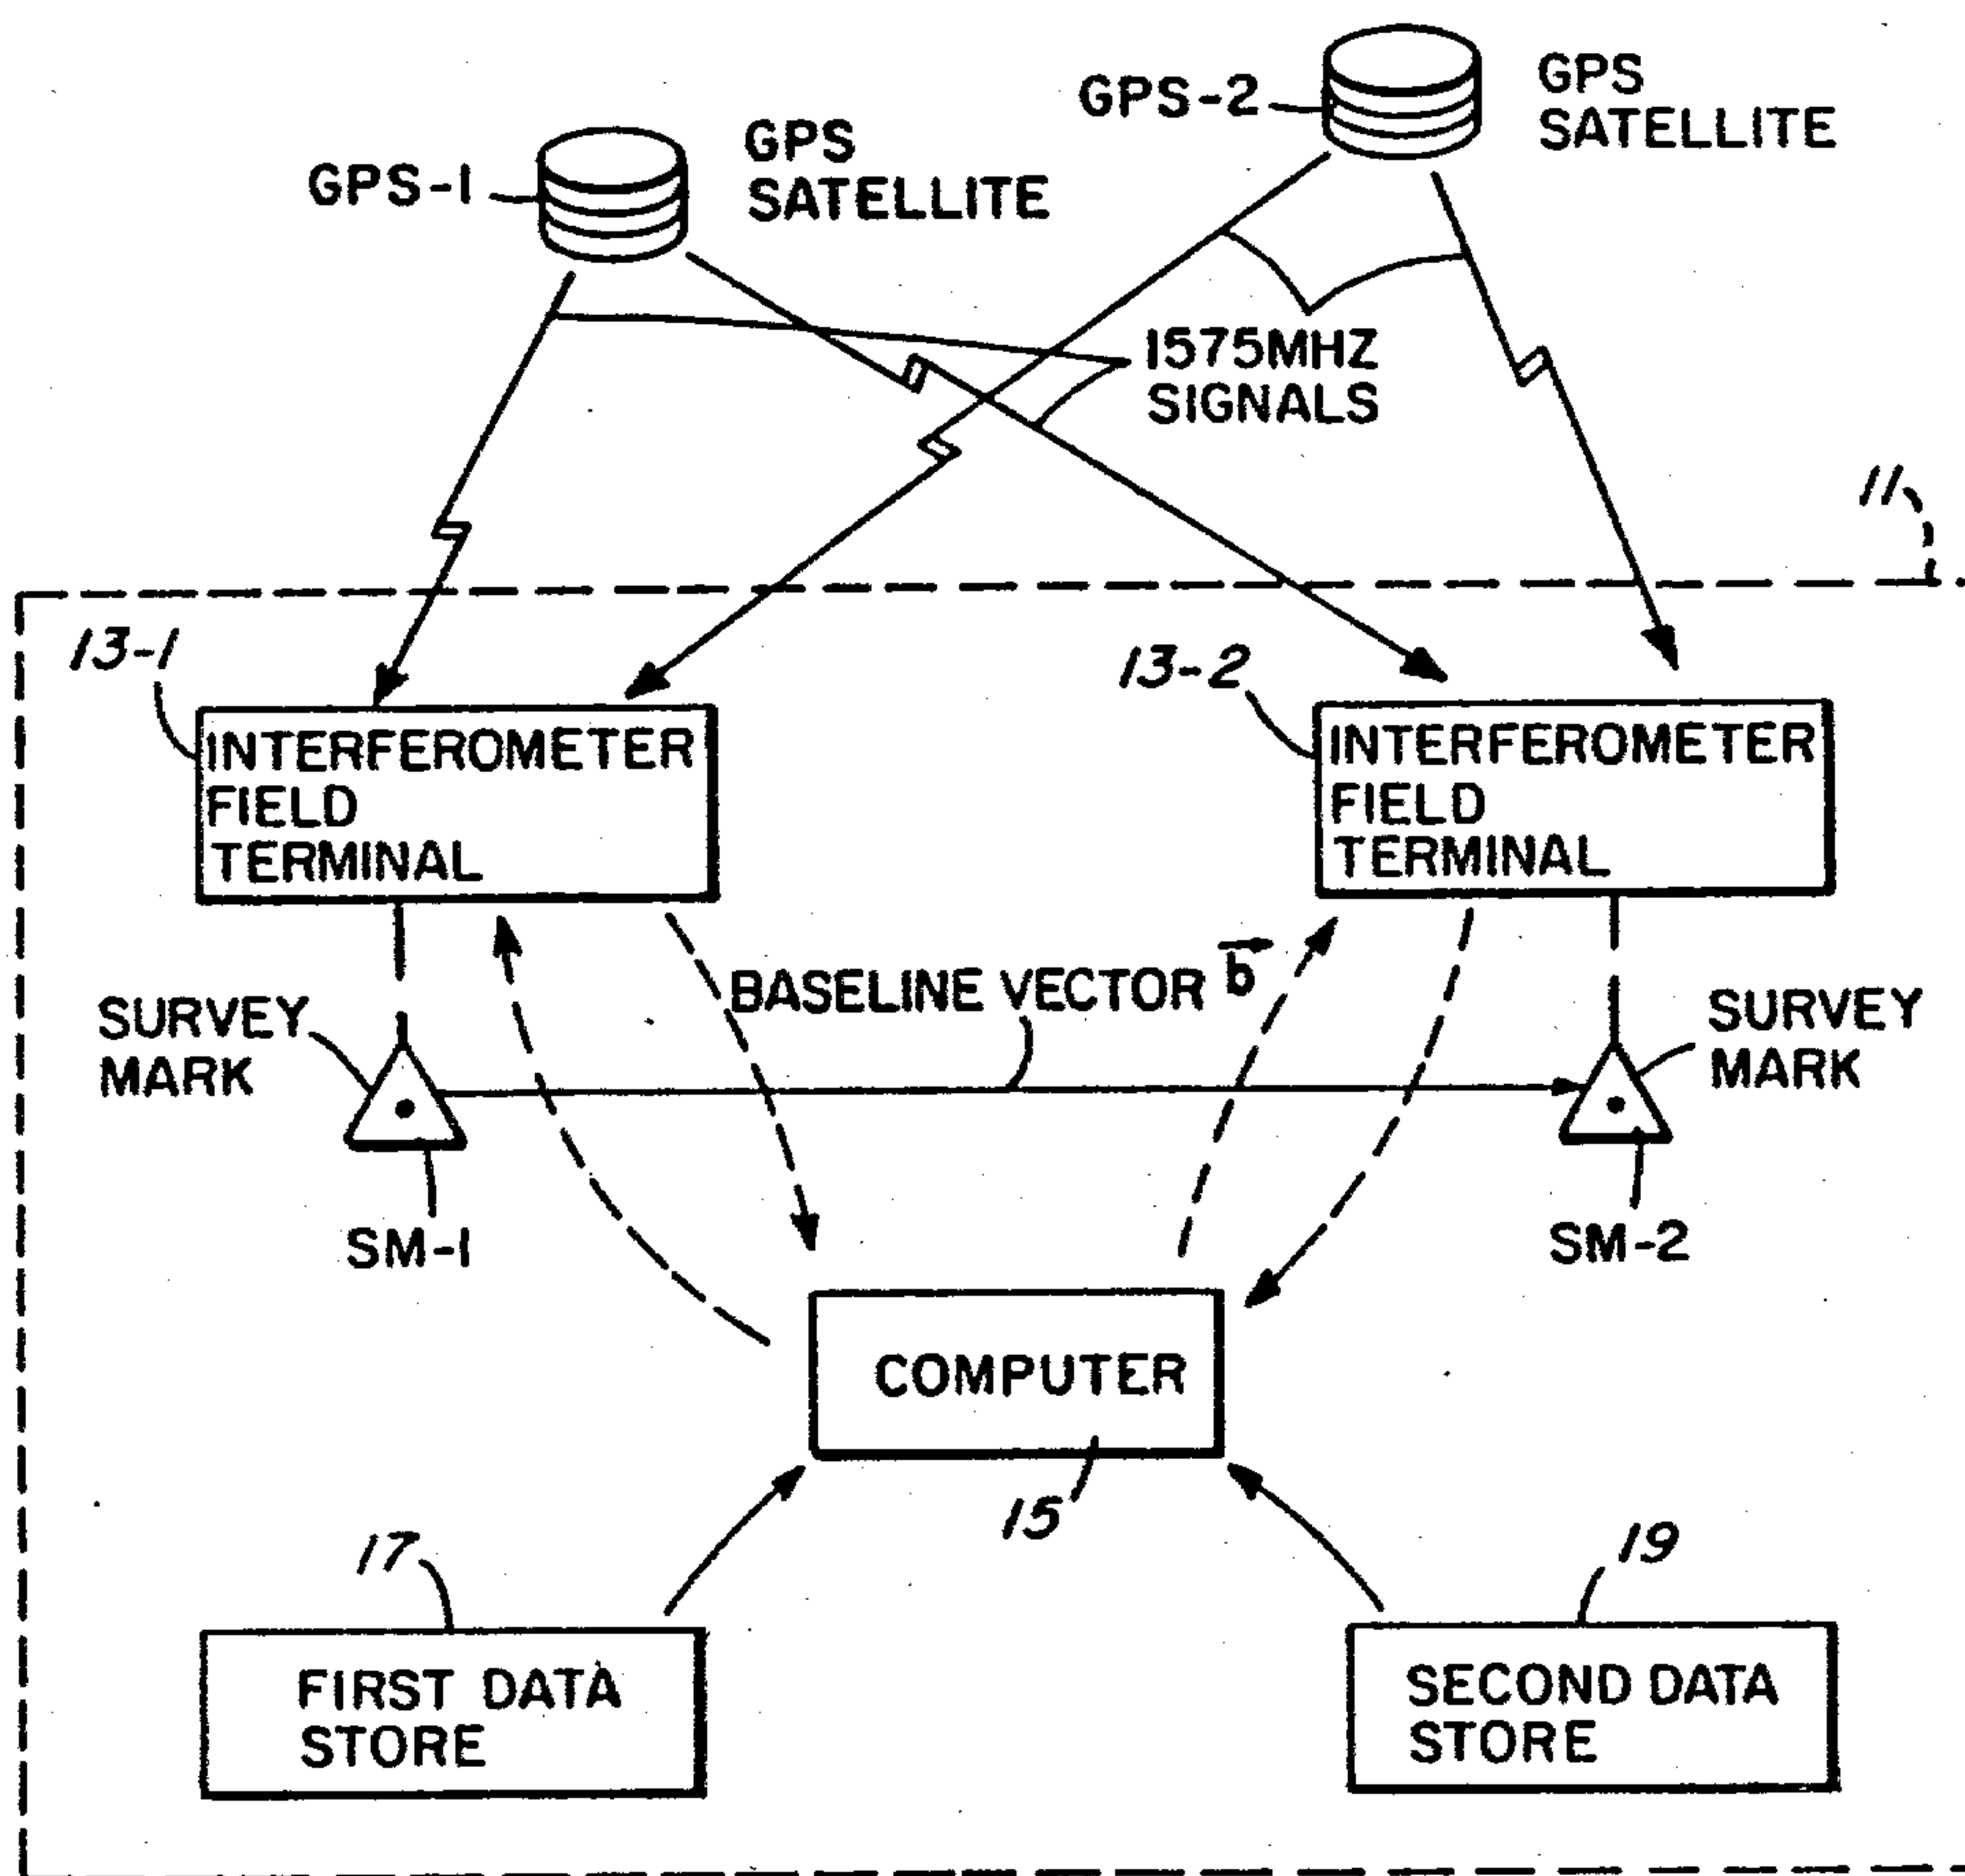 GPS-2
GPS
SATELLITE
GPS-1
GPS
SATELLITE
1575MHZ
SIGNALS
11
13-1
13-2
INTERFEROMETER
FIELD
TERMINAL
INTERFEROMETER
FIELD
TERMINAL
BASELINE VECTOR b
SURVEY
MARK
SURVEY
MARK
SM-1
SM-2
COMPUTER
15
17
19
FIRST DATA
STORE
SECOND DATA
STORE